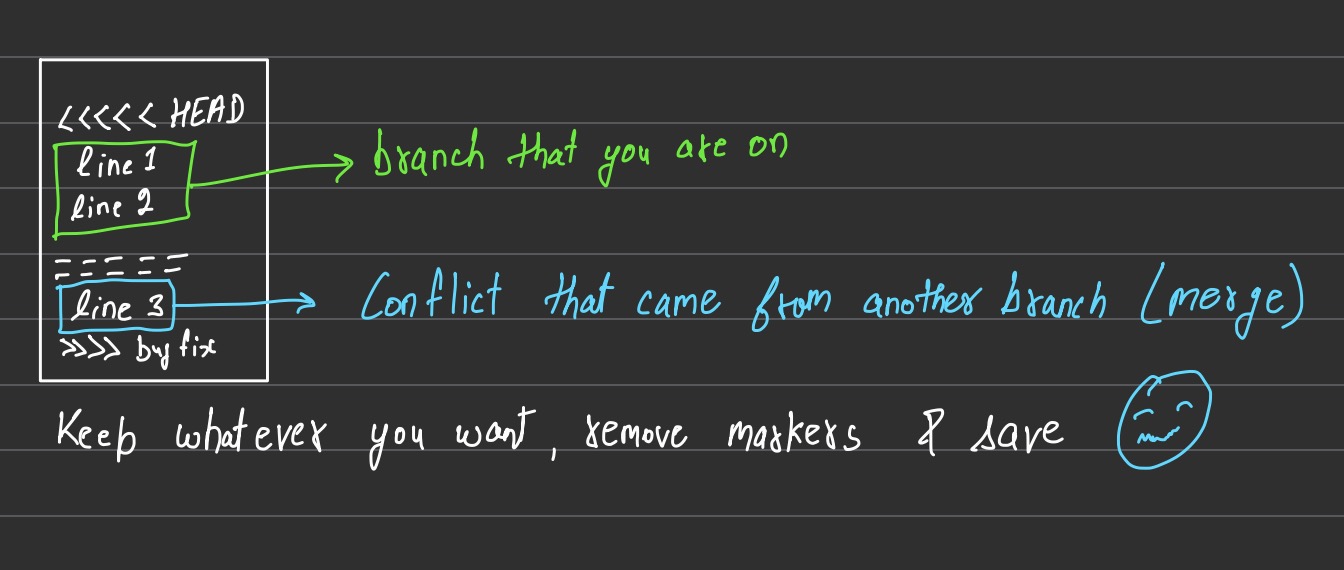 <<<<< HEAD
line 1
line 2
branch that you are on
=====
line 3
Conflict that came from another branch (merge)
>>>> bug fix
Keep whatever you want, remove markers & save